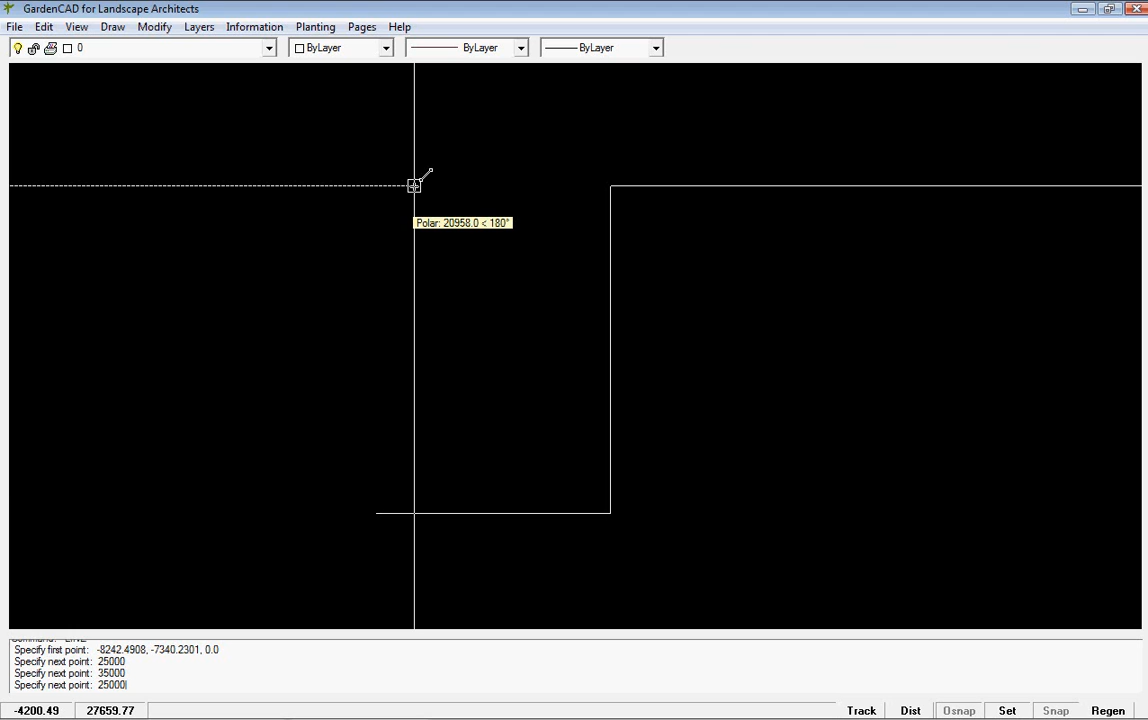 GardenCAD for Landscape Architects
File Edit View Draw Modify Layers Information Planting Pages Help
0 ByLayer ByLayer ByLayer
Polar: 20958.0 < 180°
Command: LINE
Specify first point: -8242.4908, -7340.2301, 0.0
Specify next point: 25000
Specify next point: 35000
Specify next point: 25000
-4200.49 27659.77 Track Dist Osnap Set Snap Regen